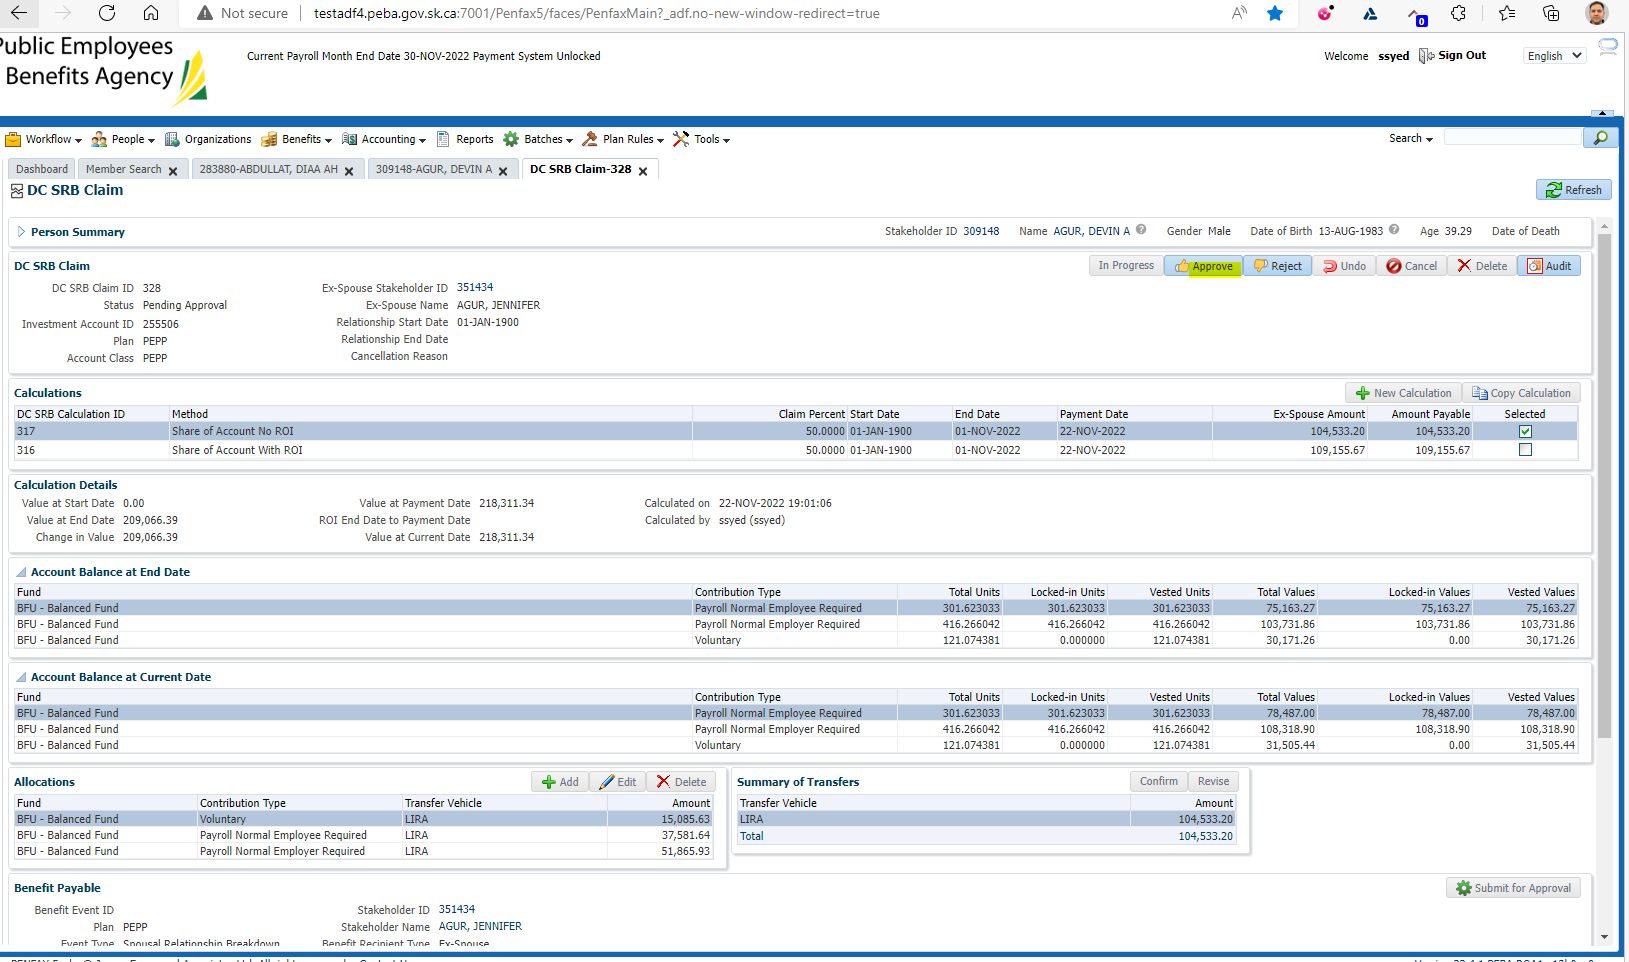 Not secure testadf4.peba.gov.sk.ca:7001/Penfax5/faces/PenfaxMain?_adf.no-new-window-redirect=true
0
Public Employees
Benefits Agency
Current Payroll Month End Date 30-NOV-2022 Payment System Unlocked
Welcome ssyed Sign Out English
Workflow People Organizations Benefits Accounting Reports Batches Plan Rules Tools Search
Dashboard Member Search 283880-ABDULLAT, DIAA AH 309148-AGUR, DEVIN A DC SRB Claim-328
DC SRB Claim Refresh
Person Summary Stakeholder ID 309148 Name AGUR, DEVIN A Gender Male Date of Birth 13-AUG-1983 Age 39.29 Date of Death
DC SRB Claim In Progress Approve Reject Undo Cancel Delete Audit
DC SRB Claim ID 328 Ex-Spouse Stakeholder ID 351434
Status Pending Approval Ex-Spouse Name AGUR, JENNIFER
Investment Account ID 255506 Relationship Start Date 01-JAN-1900
Plan PEPP Relationship End Date
Account Class PEPP Cancellation Reason
Calculations New Calculation Copy Calculation
DC SRB Calculation ID Method Claim Percent Start Date End Date Payment Date Ex-Spouse Amount Amount Payable Selected
317 Share of Account No ROI 50.0000 01-JAN-1900 01-NOV-2022 22-NOV-2022 104,533.20 104,533.20
316 Share of Account With ROI 50.0000 01-JAN-1900 01-NOV-2022 22-NOV-2022 109,155.67 109,155.67
Calculation Details
Value at Start Date 0.00 Value at Payment Date 218,311.34 Calculated on 22-NOV-2022 19:01:06
Value at End Date 209,066.39 ROI End Date to Payment Date Calculated by ssyed (ssyed)
Change in Value 209,066.39 Value at Current Date 218,311.34
Account Balance at End Date
Fund Contribution Type Total Units Locked-in Units Vested Units Total Values Locked-in Values Vested Values
BFU - Balanced Fund Payroll Normal Employee Required 301.623033 301.623033 301.623033 75,163.27 75,163.27 75,163.27
BFU - Balanced Fund Payroll Normal Employer Required 416.266042 416.266042 416.266042 103,731.86 103,731.86 103,731.86
BFU - Balanced Fund Voluntary 121.074381 0.000000 121.074381 30,171.26 0.00 30,171.26
Account Balance at Current Date
Fund Contribution Type Total Units Locked-in Units Vested Units Total Values Locked-in Values Vested Values
BFU - Balanced Fund Payroll Normal Employee Required 301.623033 301.623033 301.623033 78,487.00 78,487.00 78,487.00
BFU - Balanced Fund Payroll Normal Employer Required 416.266042 416.266042 416.266042 108,318.90 108,318.90 108,318.90
BFU - Balanced Fund Voluntary 121.074381 0.000000 121.074381 31,505.44 0.00 31,505.44
Allocations Add Edit Delete Summary of Transfers Confirm Revise
Fund Contribution Type Transfer Vehicle Amount Transfer Vehicle Amount
BFU - Balanced Fund Voluntary LIRA 15,085.63 LIRA 104,533.20
BFU - Balanced Fund Payroll Normal Employee Required LIRA 37,581.64 Total 104,533.20
BFU - Balanced Fund Payroll Normal Employer Required LIRA 51,865.93
Benefit Payable Submit for Approval
Benefit Event ID Stakeholder ID 351434
Plan PEPP Stakeholder Name AGUR, JENNIFER
Event Type Spousal Relationship Breakdown Benefit Recipient Type Ex-Spouse